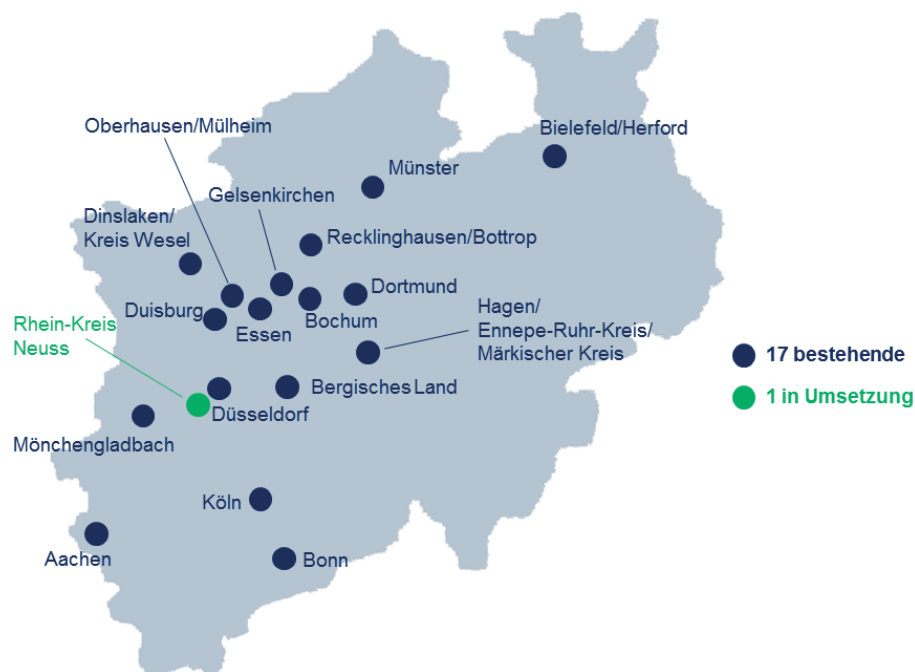 Oberhausen/Mülheim
Bielefeld/Herford
Münster
Gelsenkirchen
Dinslaken/
Kreis Wesel
Recklinghausen/Bottrop
Dortmund
Duisburg
Essen
Bochum
Hagen/
Ennepe-Ruhr-Kreis/
Märkischer Kreis
Rhein-Kreis
Neuss
17 bestehende
Bergisches Land
1 in Umsetzung
Düsseldorf
Mönchengladbach
Köln
Aachen
Bonn